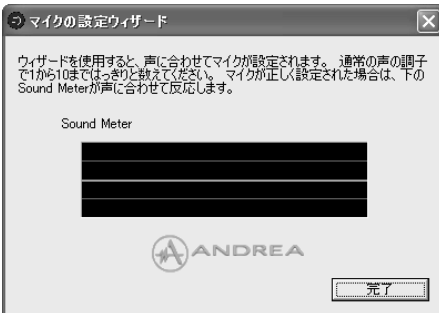 マイクの設定ウィザード
ウィザードを使用すると、声に合わせてマイクが設定されます。 通常の声の調子
で1から10まではっきりと数えてください。 マイクが正しく設定された場合は、下の
Sound Meterが声に合わせて反応します。
Sound Meter
ANDREA
完了